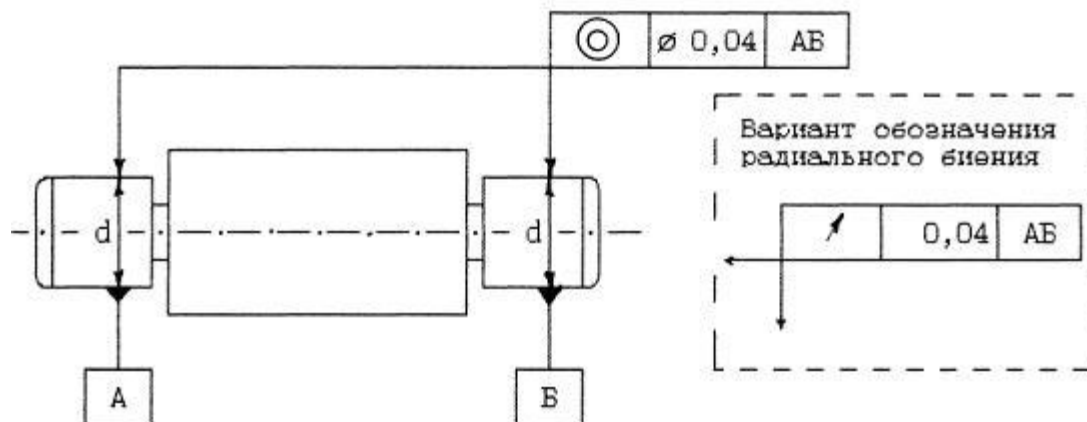 ⌀ 0,04 АБ
Вариант обозначения
радиального биения
d d
0,04 АБ
А Б